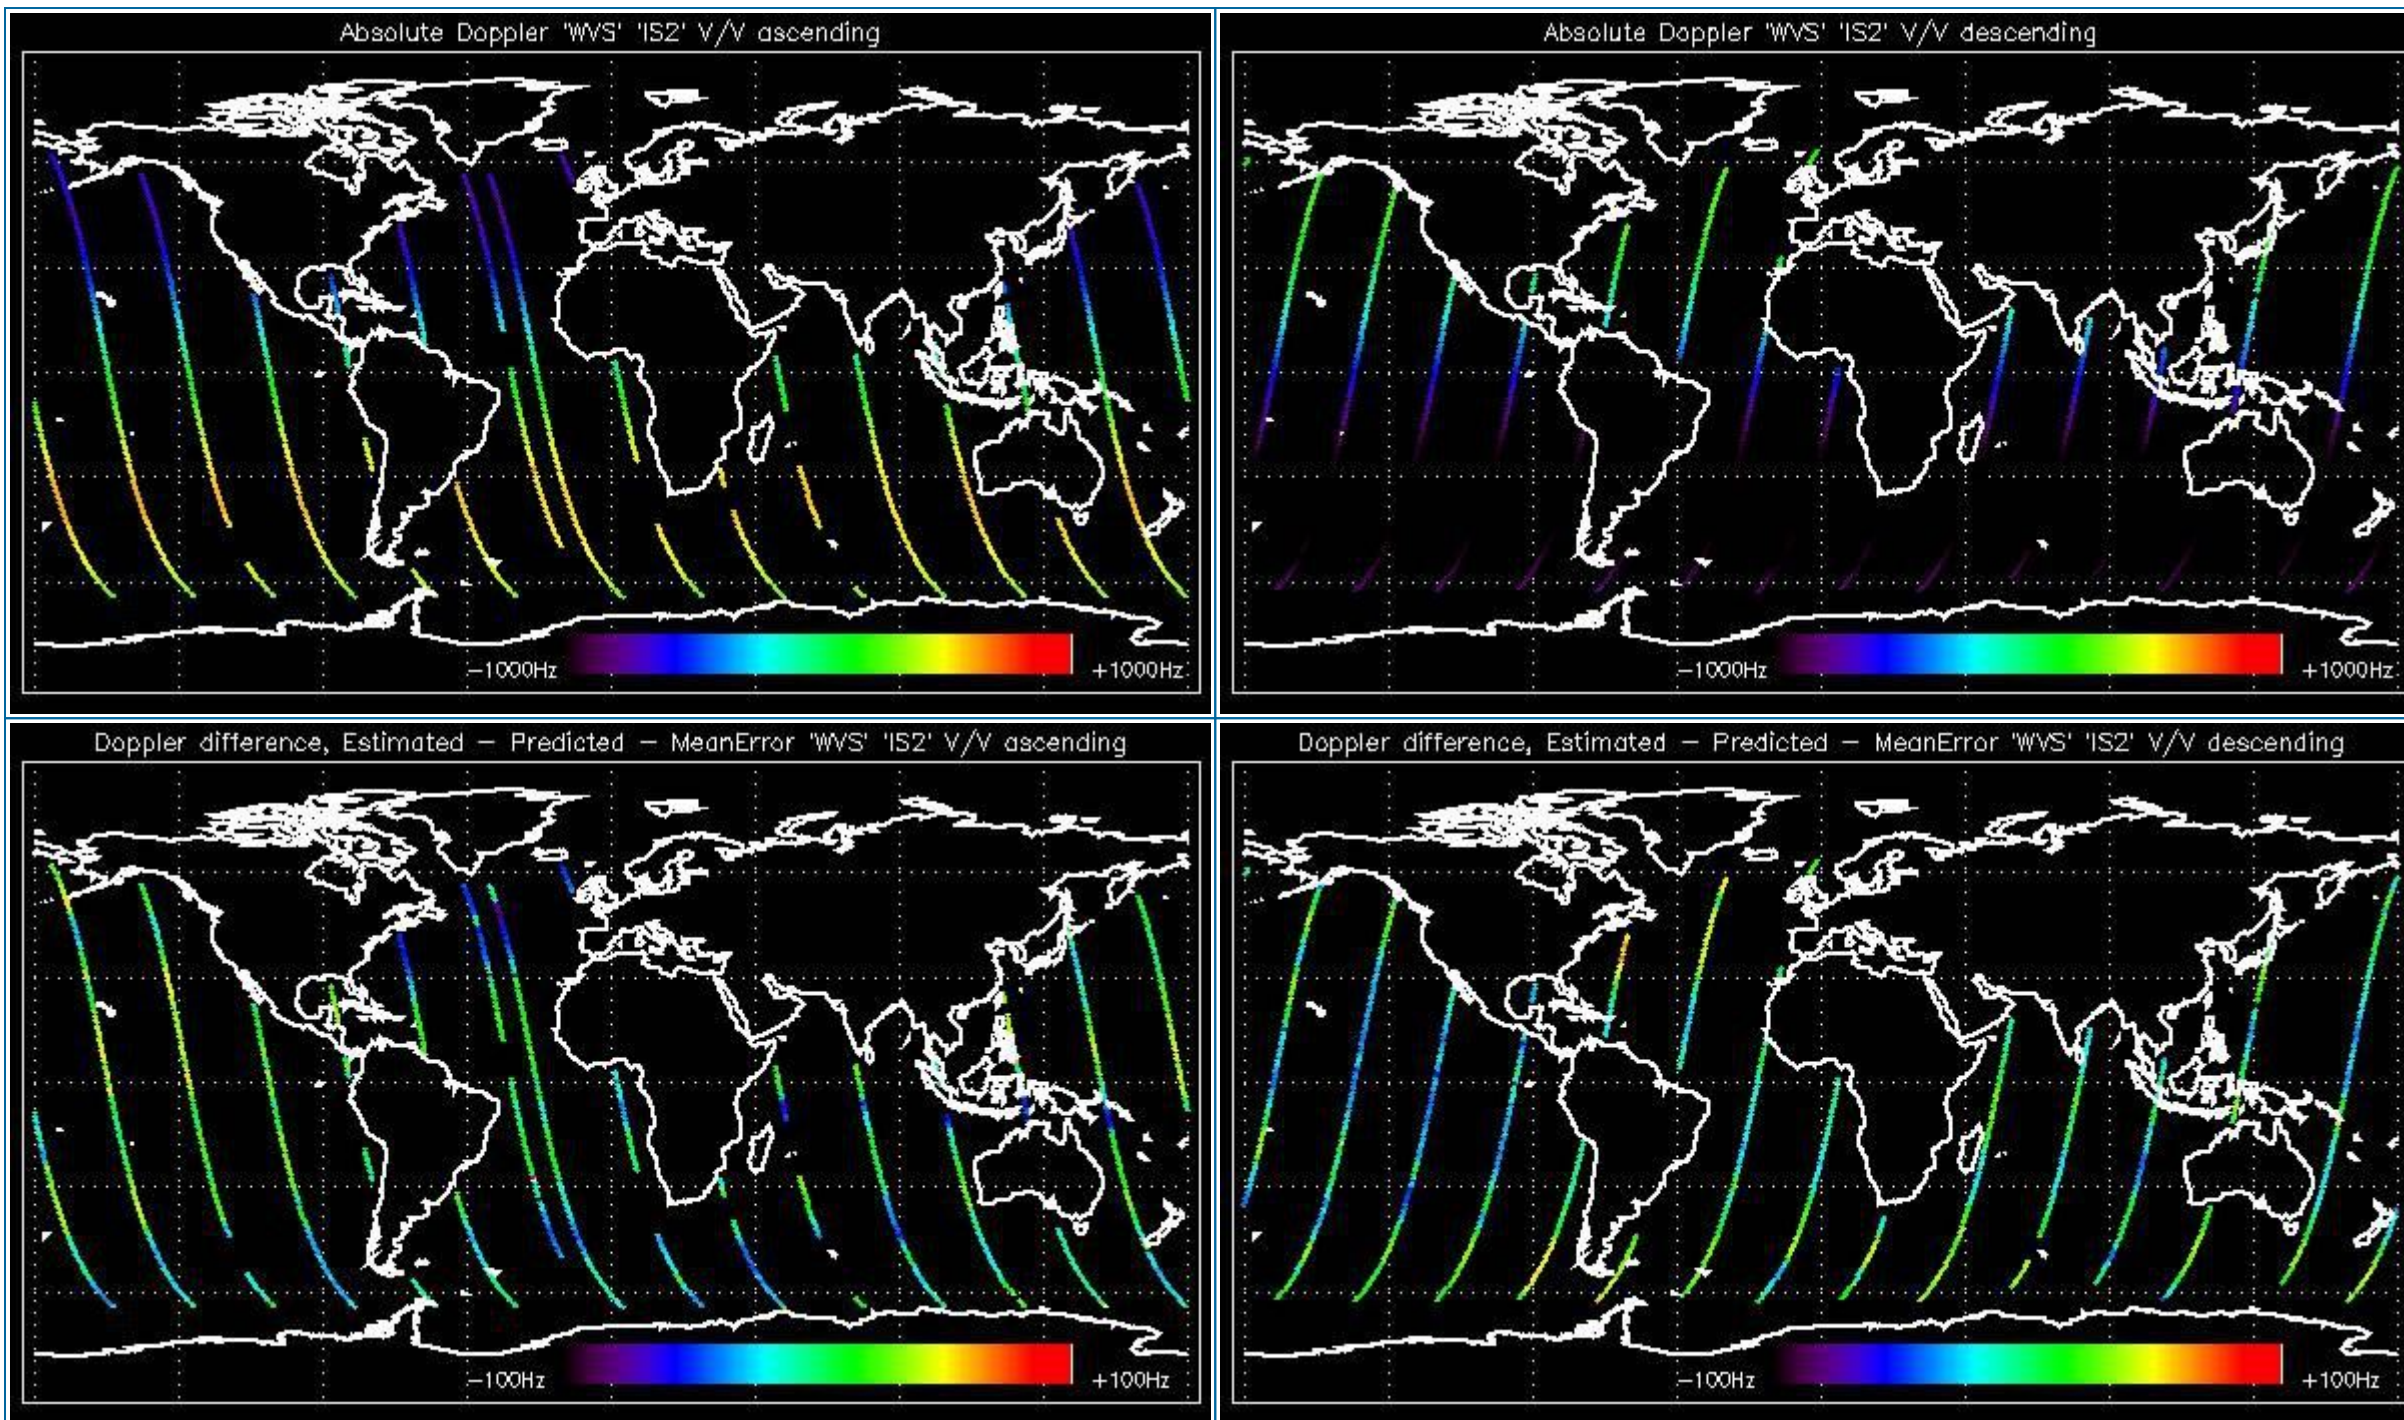 Absolute Doppler 'WVS' 'IS2' V/V ascending
-1000Hz
+1000Hz
Absolute Doppler 'WVS' 'IS2' V/V descending
-1000Hz
+1000Hz
Doppler difference, Estimated - Predicted - MeanError 'WVS' 'IS2' V/V ascending
-100Hz
+100Hz
Doppler difference, Estimated - Predicted - MeanError 'WVS' 'IS2' V/V descending
-100Hz
+100Hz